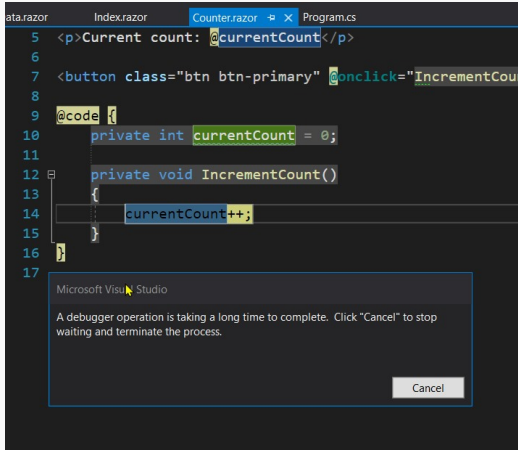 ata.razor Index.razor Counter.razor Program.cs
5 <p>Current count: @currentCount</p>
6
7 <button class="btn btn-primary" @onclick="IncrementCou
8
9 @code {
10 private int currentCount = 0;
11
12 private void IncrementCount()
13 {
14 currentCount++;
15 }
16 }
17
Microsoft Visual Studio
A debugger operation is taking a long time to complete. Click "Cancel" to stop
waiting and terminate the process.
Cancel